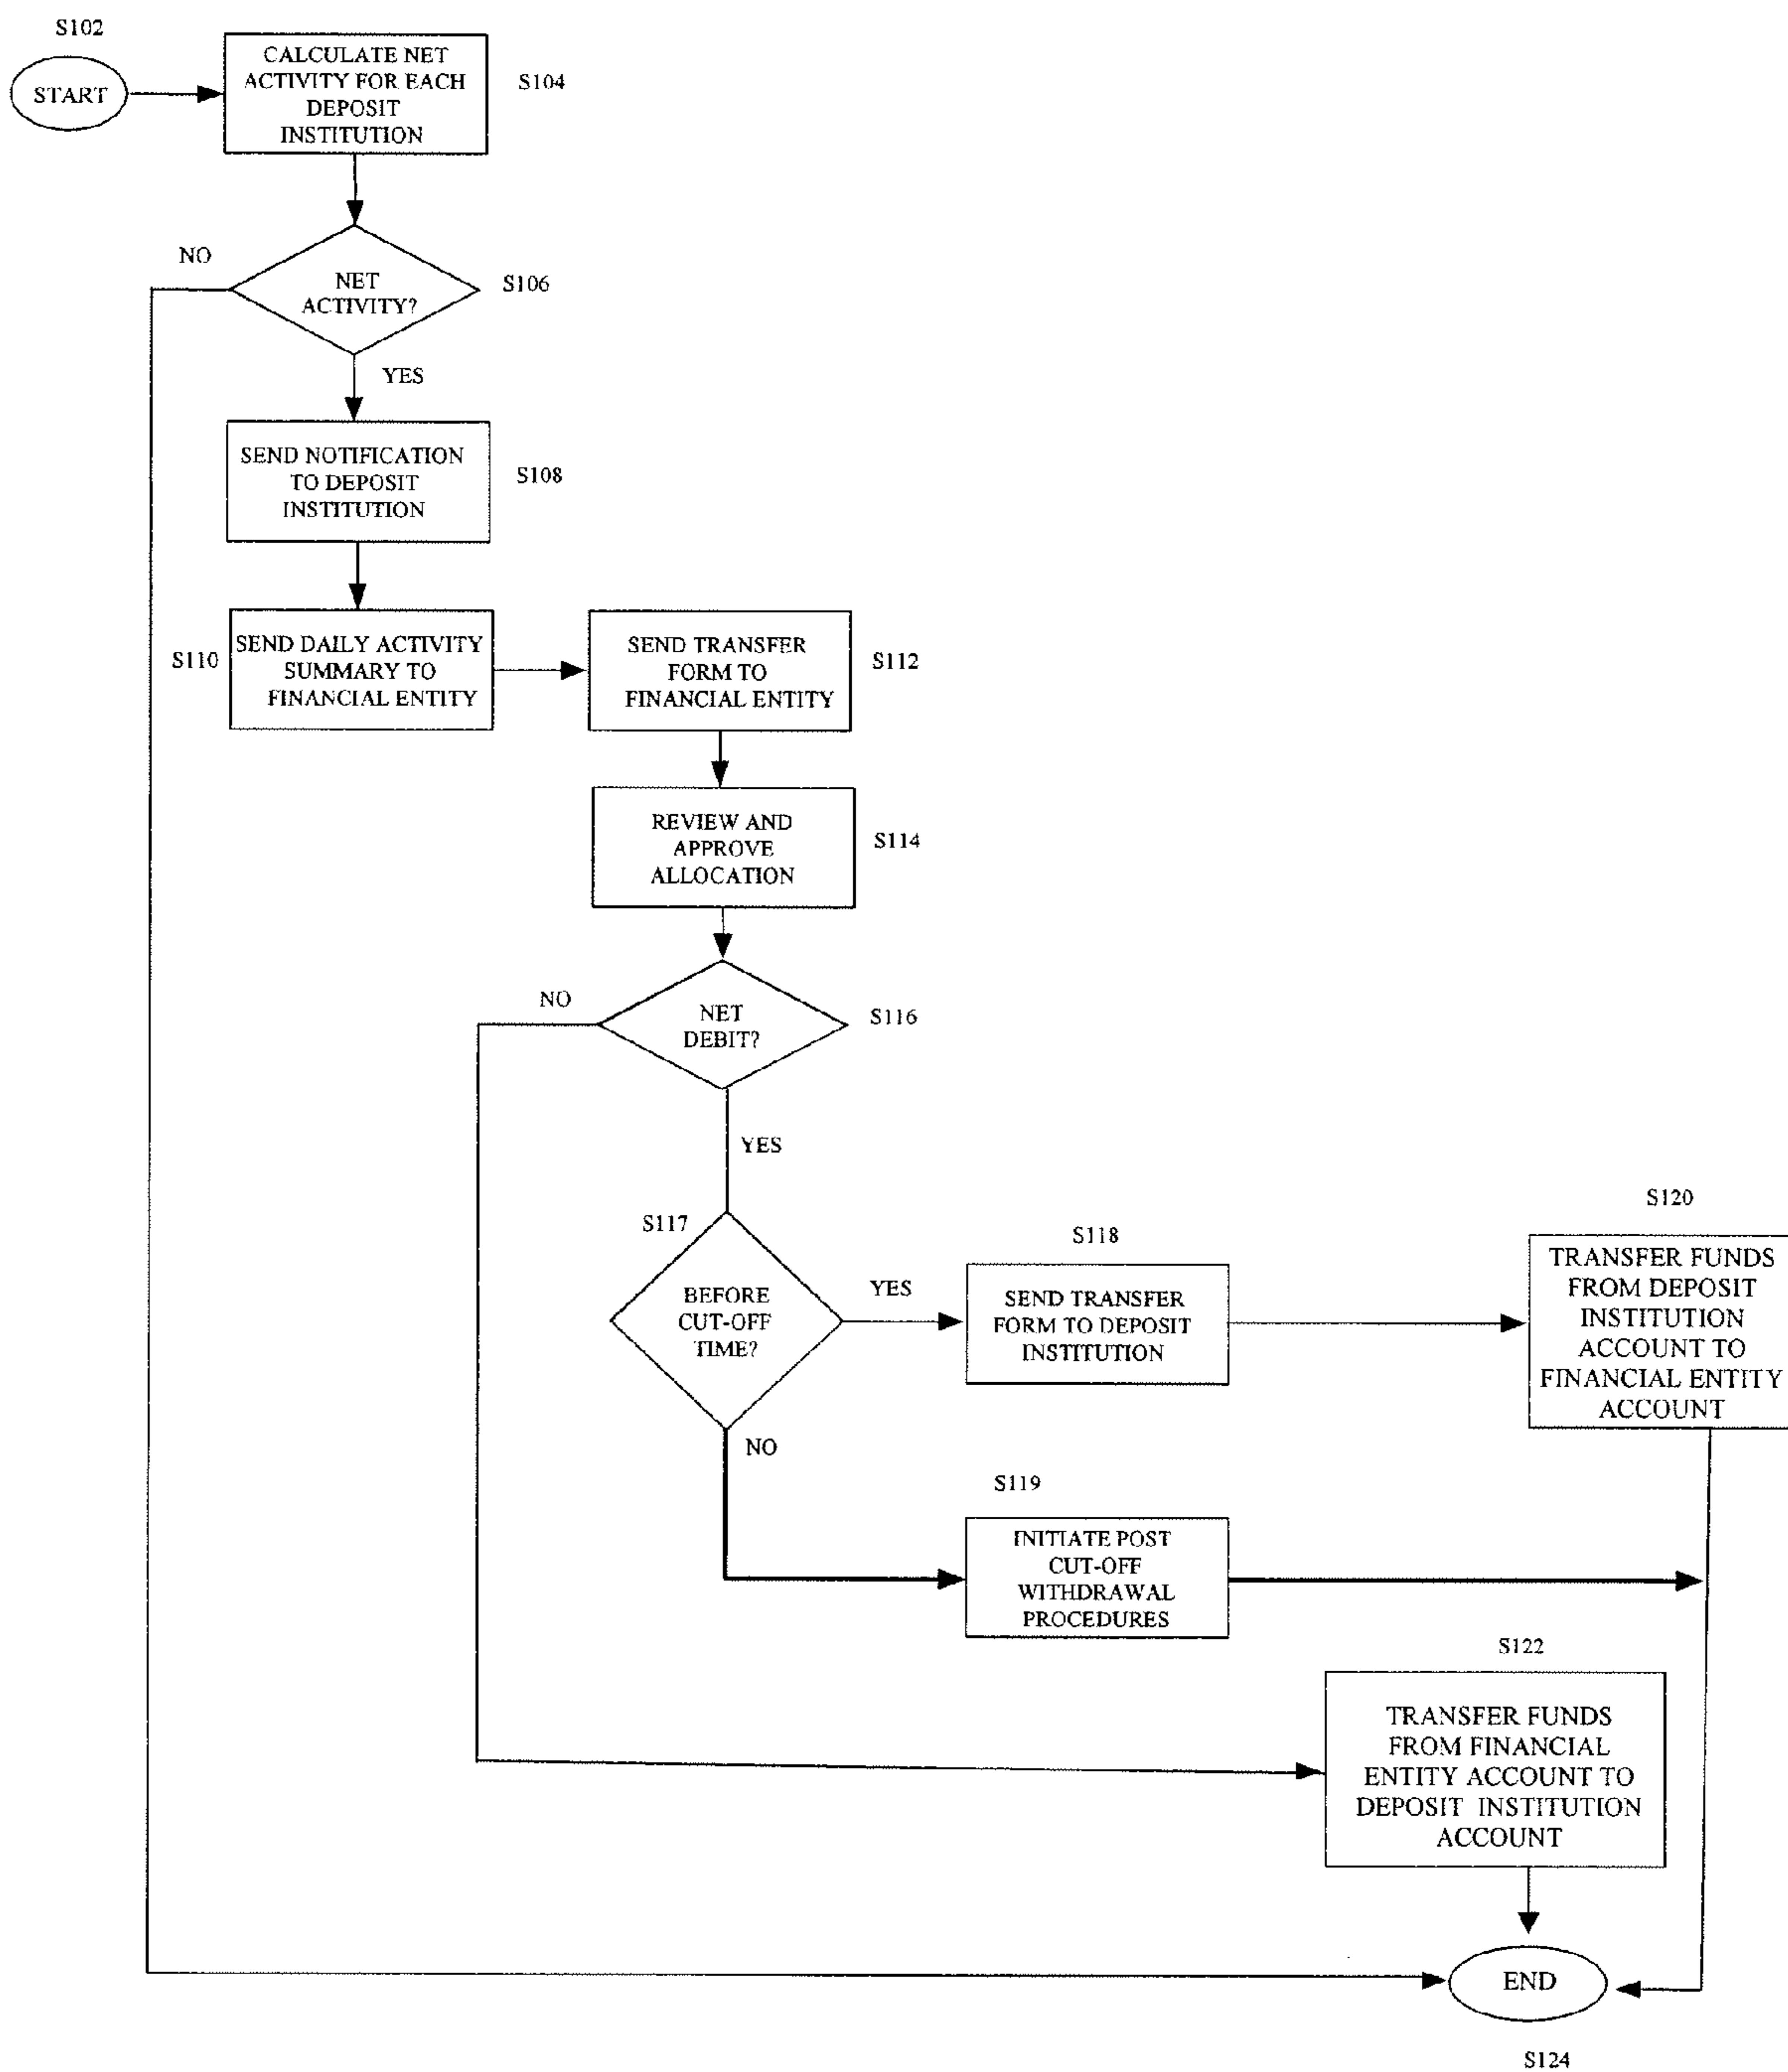 S102
START
CALCULATE NET
ACTIVITY FOR EACH
DEPOSIT
INSTITUTION
S104
NO
NET
ACTIVITY?
S106
YES
SEND NOTIFICATION
TO DEPOSIT
INSTITUTION
S108
S110
SEND DAILY ACTIVITY
SUMMARY TO
FINANCIAL ENTITY
SEND TRANSFER
FORM TO
FINANCIAL ENTITY
S112
REVIEW AND
APPROVE
ALLOCATION
S114
NO
NET
DEBIT?
S116
YES
S117
BEFORE
CUT-OFF
TIME?
YES
S118
SEND TRANSFER
FORM TO DEPOSIT
INSTITUTION
S120
TRANSFER FUNDS
FROM DEPOSIT
INSTITUTION
ACCOUNT TO
FINANCIAL ENTITY
ACCOUNT
NO
S119
INITIATE POST
CUT-OFF
WITHDRAWAL
PROCEDURES
S122
TRANSFER FUNDS
FROM FINANCIAL
ENTITY ACCOUNT TO
DEPOSIT INSTITUTION
ACCOUNT
END
S124